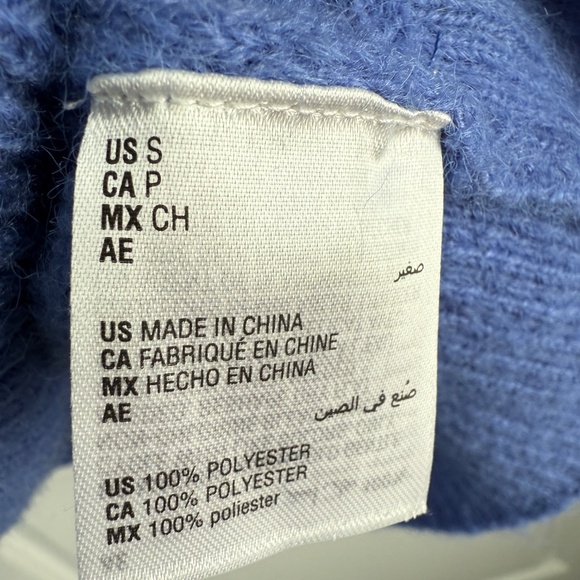 US S
CA P
MX CH
AE
صغير
US MADE IN CHINA
CA FABRIQUÉ EN CHINE
MX HECHO EN CHINA
AE
صُنع في الصين
US 100% POLYESTER
CA 100% POLYESTER
MX 100% poliester